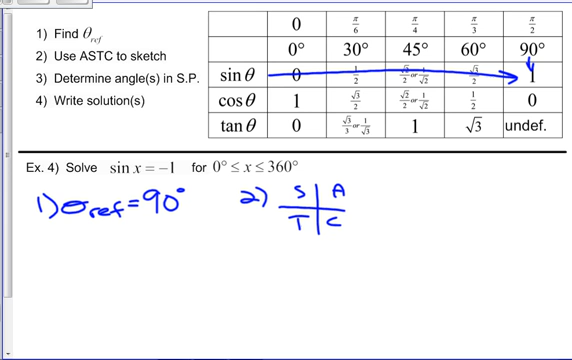 1) Find θref
2) Use ASTC to sketch
3) Determine angle(s) in S.P.
4) Write solution(s)
0 π/6 π/4 π/3 π/2
0° 30° 45° 60° 90°
sinθ 0 1/2 √2/2 or 1/√2 √3/2 1
cosθ 1 √3/2 √2/2 or 1/√2 1/2 0
tanθ 0 √3/3 or 1/√3 1 √3 undef.
Ex. 4) Solve sin x = −1 for 0° ≤ x ≤ 360°
1) θref = 90° 2) S A
T C